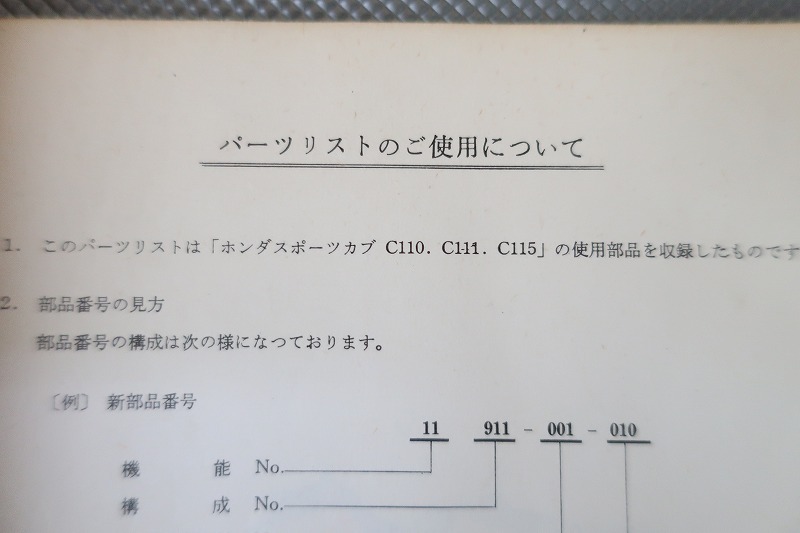 パーツリストのご使用について
1. このパーツリストは「ホンダスポーツカブ C110. C111. C115」の使用部品を収録したものです
2. 部品番号の見方
部品番号の構成は次の様になつております。
〔例〕 新部品番号
11 911 - 001 - 010
機 能 No.
構 成 No.